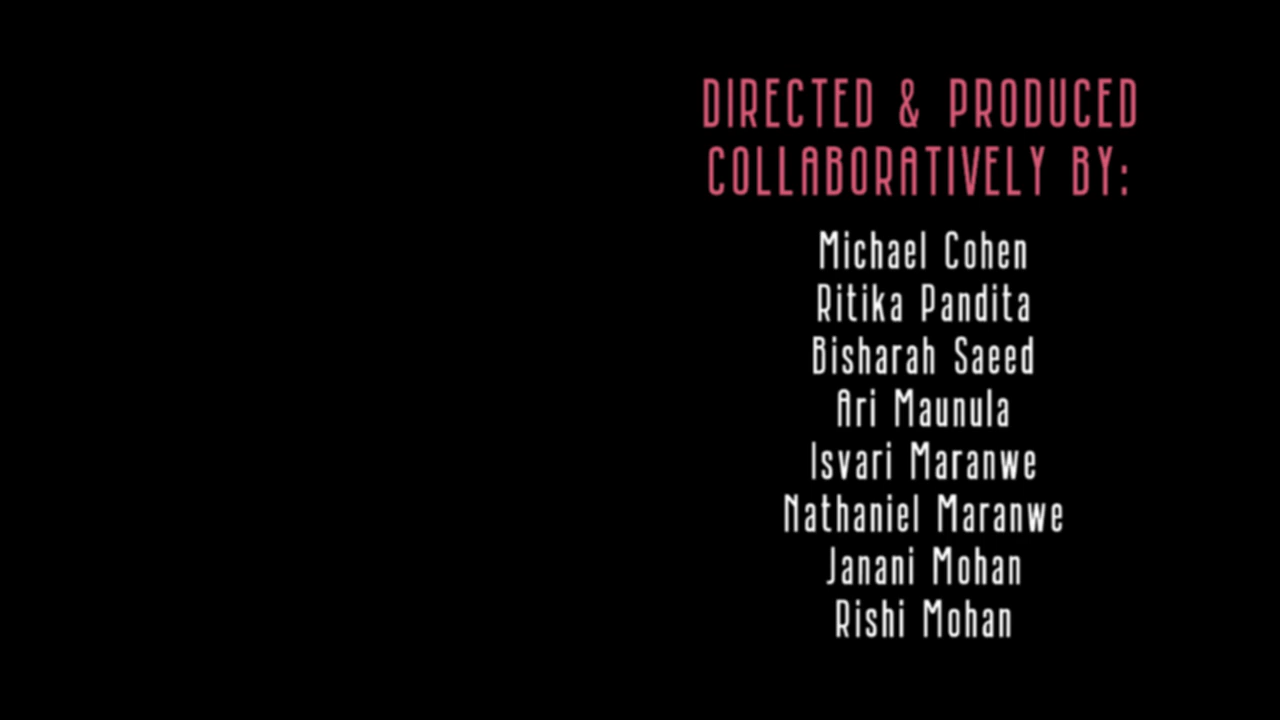 DIRECTED & PRODUCED
COLLABORATIVELY BY:
Michael Cohen
Ritika Pandita
Bisharah Saeed
Ari Maunula
Isvari Maranwe
Nathaniel Maranwe
Janani Mohan
Rishi Mohan